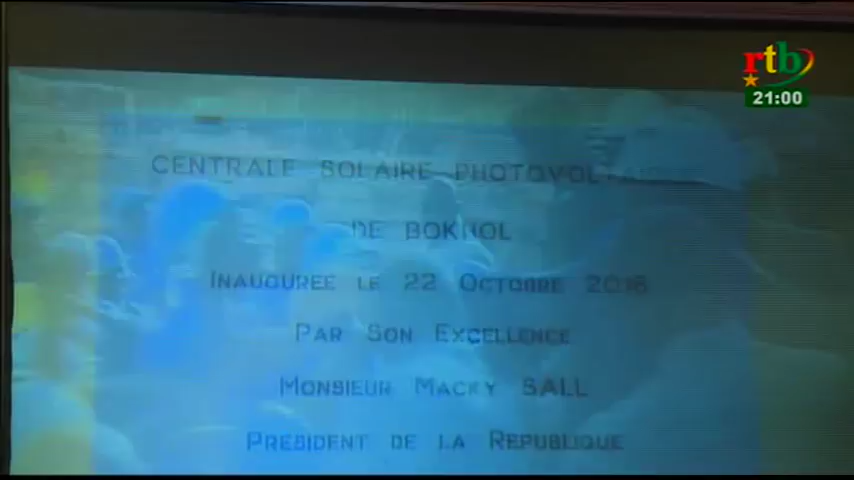 rtb
21:00
CENTRALE SOLAIRE PHOTOVOLTAIQUE
DE BOKHOL
INAUGUREE LE 22 OCTOBRE 2016
PAR SON EXCELLENCE
MONSIEUR MACKY SALL
PRESIDENT DE LA REPUBLIQUE